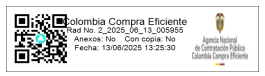 Colombia Compra Eficiente
Rad No. 2_2025_06_13_005955
Anexos: No Con copia: No
Fecha: 13/06/2025 13:25:30
Agencia Nacional
de Contratación Pública
Colombia Compra Eficiente